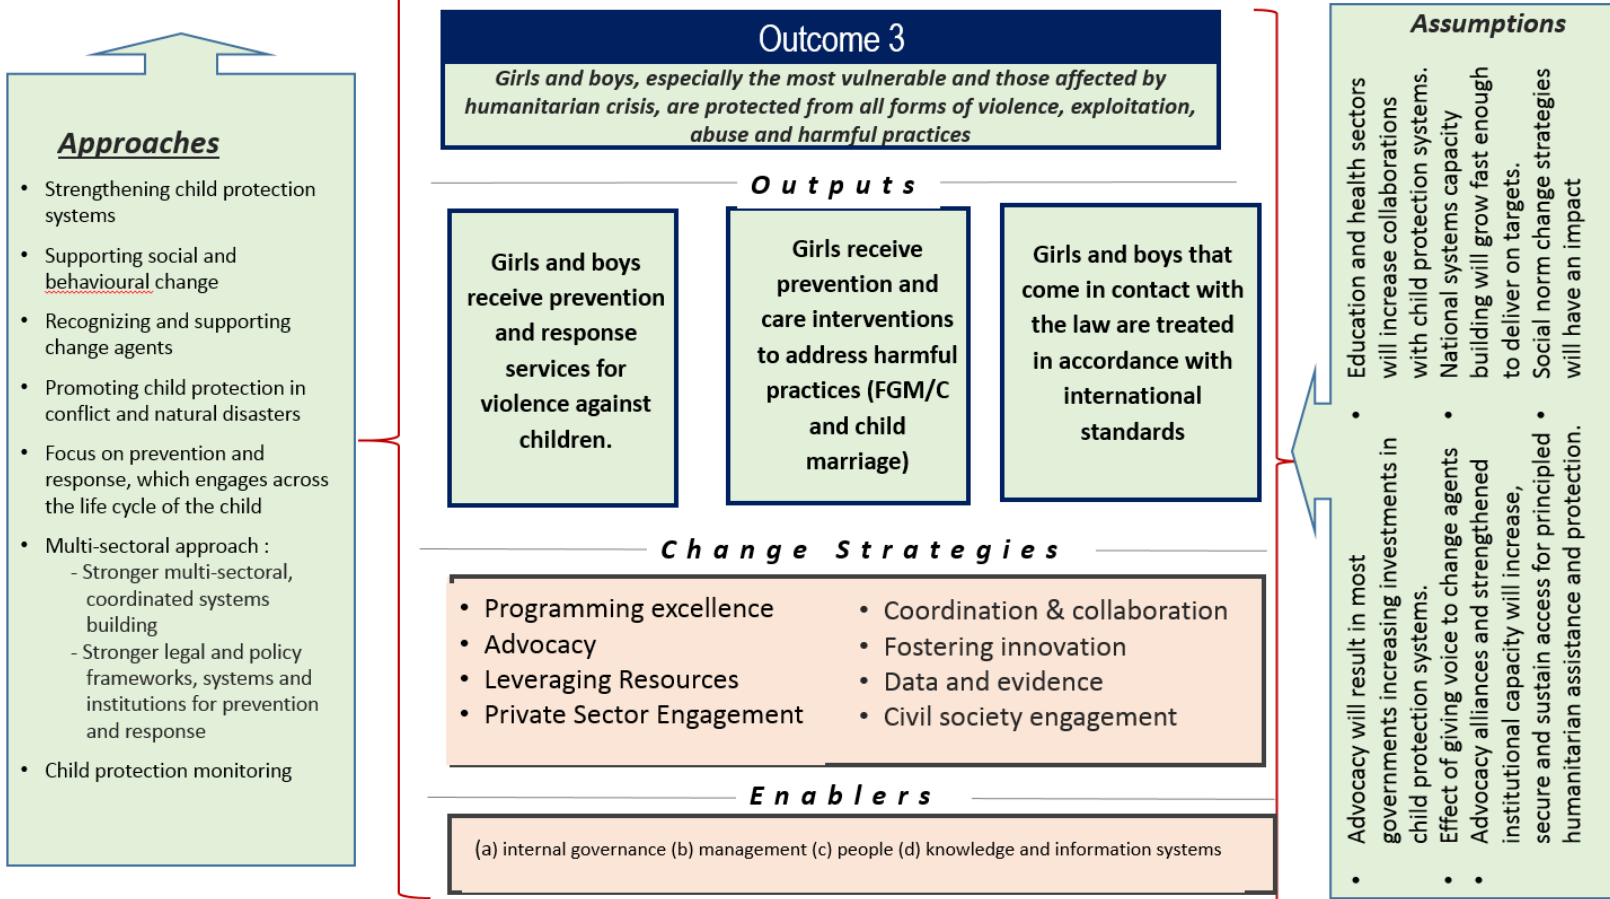 Approaches
• Strengthening child protection
systems
• Supporting social and
behavioural change
• Recognizing and supporting
change agents
• Promoting child protection in
conflict and natural disasters
• Focus on prevention and
response, which engages across
the life cycle of the child
• Multi-sectoral approach :
- Stronger multi-sectoral,
coordinated systems
building
- Stronger legal and policy
frameworks, systems and
institutions for prevention
and response
• Child protection monitoring
Outcome 3
Girls and boys, especially the most vulnerable and those affected by
humanitarian crisis, are protected from all forms of violence, exploitation,
abuse and harmful practices
Outputs
Girls and boys
receive prevention
and response
services for
violence against
children.
Girls receive
prevention and
care interventions
to address harmful
practices (FGM/C
and child
marriage)
Girls and boys that
come in contact with
the law are treated
in accordance with
international
standards
Change Strategies
• Programming excellence
• Advocacy
• Leveraging Resources
• Private Sector Engagement
• Coordination & collaboration
• Fostering innovation
• Data and evidence
• Civil society engagement
Enablers
(a) internal governance (b) management (c) people (d) knowledge and information systems
Assumptions
• Education and health sectors
will increase collaborations
with child protection systems.
• National systems capacity
building will grow fast enough
to deliver on targets.
• Social norm change strategies
will have an impact
• Advocacy will result in most
governments increasing investments in
child protection systems.
• Effect of giving voice to change agents
• Advocacy alliances and strengthened
institutional capacity will increase,
secure and sustain access for principled
humanitarian assistance and protection.